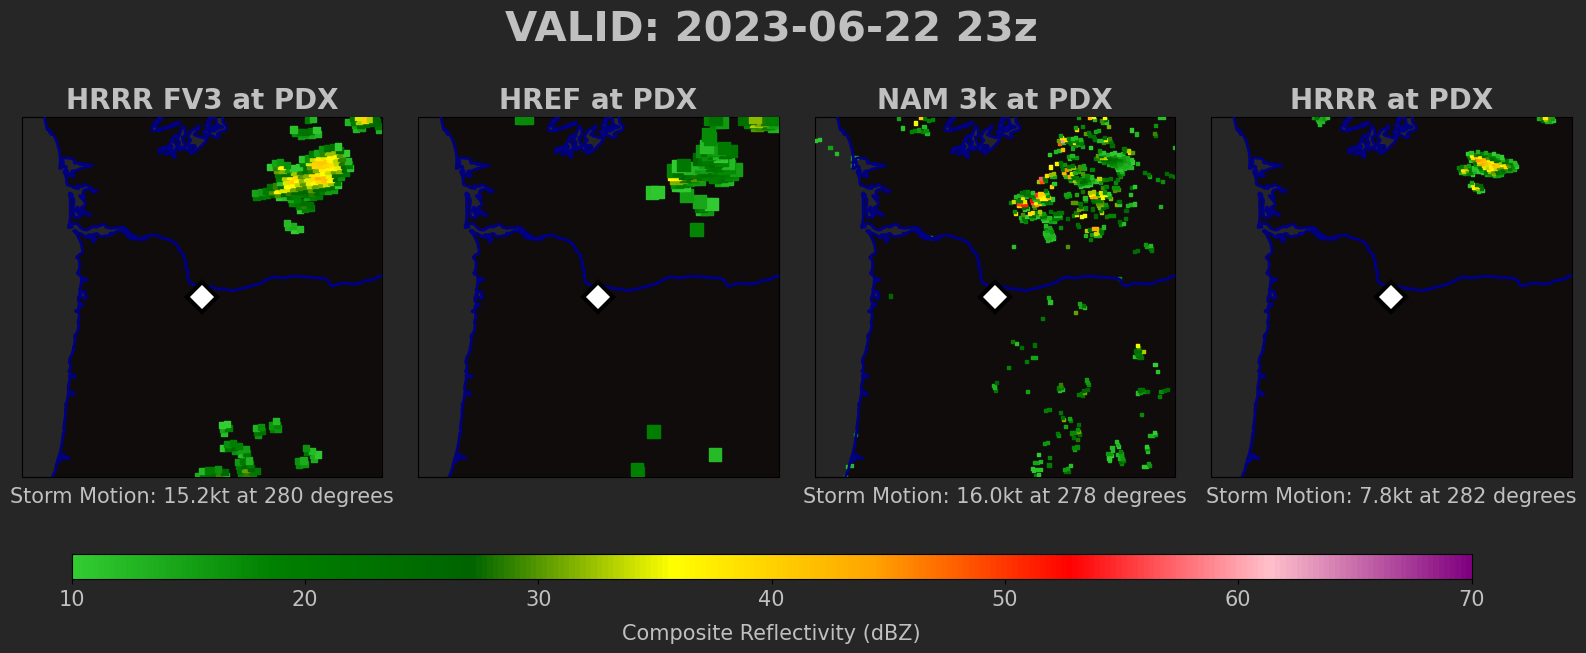 VALID: 2023-06-22 23z
HRRR FV3 at PDX
HREF at PDX
NAM 3k at PDX
HRRR at PDX
Storm Motion: 15.2kt at 280 degrees
Storm Motion: 16.0kt at 278 degrees
Storm Motion: 7.8kt at 282 degrees
10 20 30 40 50 60 70
Composite Reflectivity (dBZ)